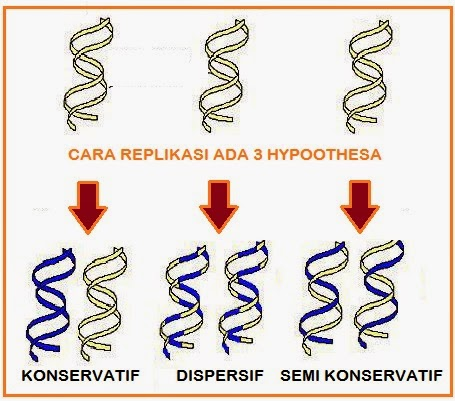 CARA REPLIKASI ADA 3 HYPOOTHESA
KONSERVATIF DISPERSIF SEMI KONSERVATIF